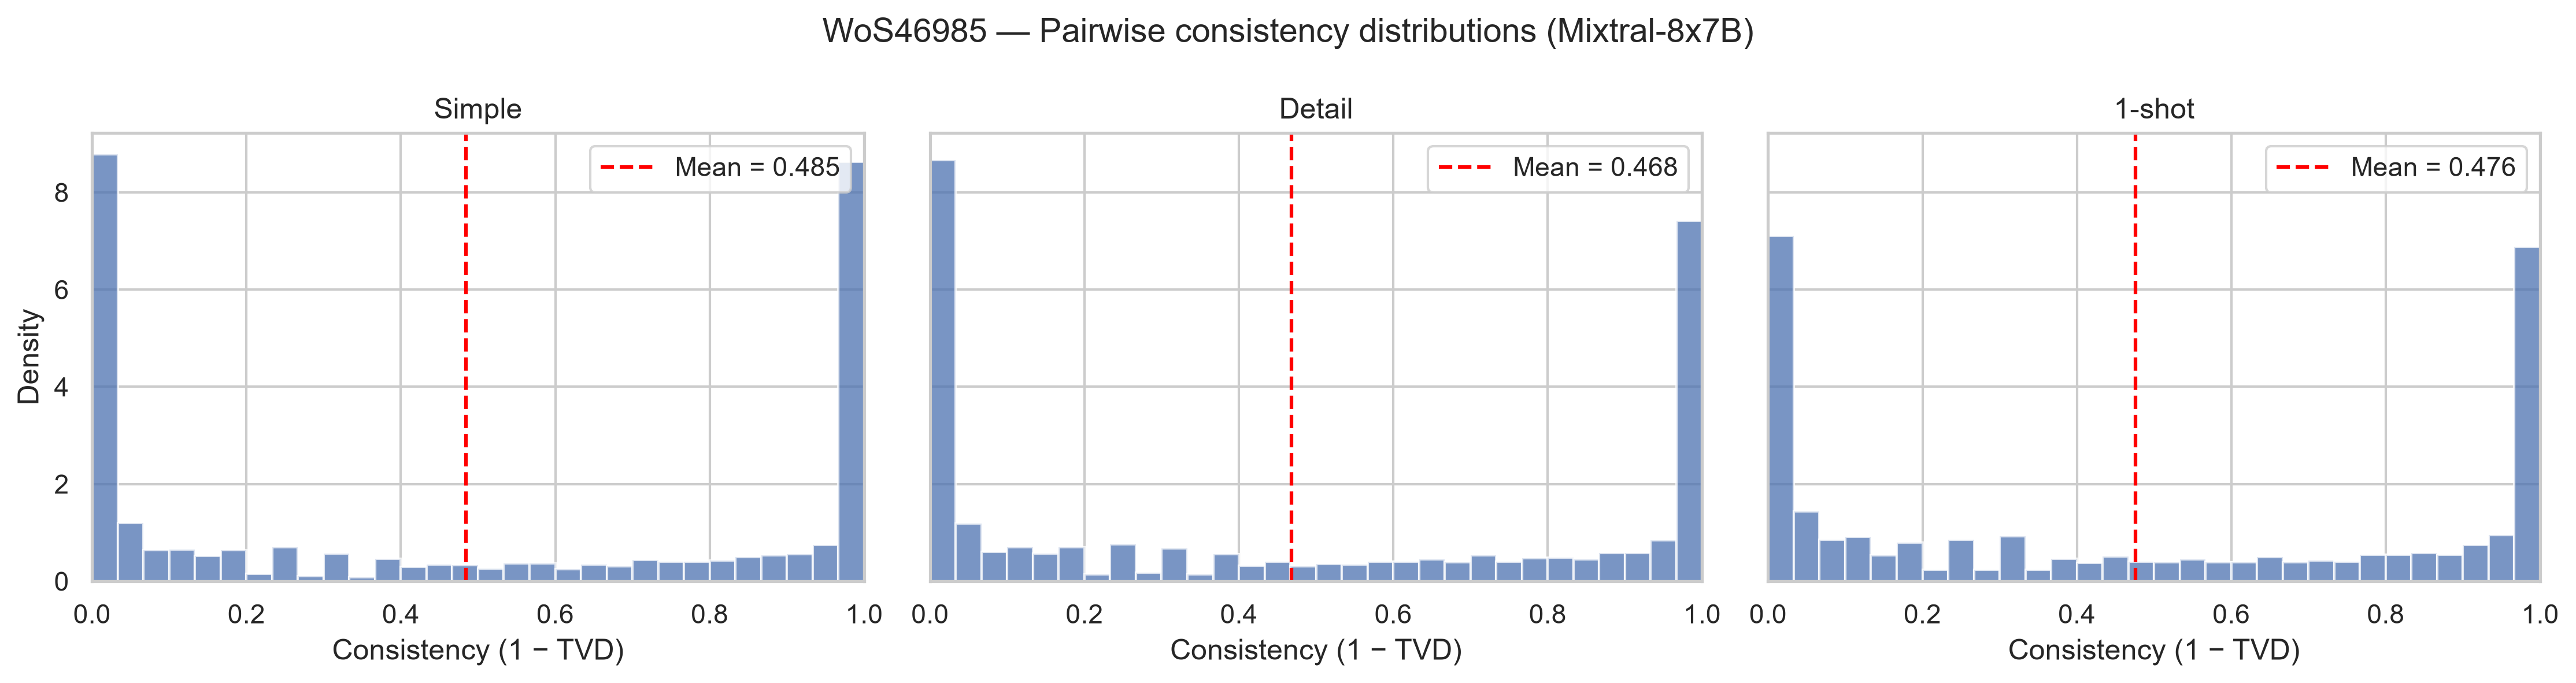 WoS46985 — Pairwise consistency distributions (Mixtral-8x7B)
Simple
Mean = 0.485
Density
8
6
4
2
0
0.0 0.2 0.4 0.6 0.8 1.0
Consistency (1 − TVD)
Detail
Mean = 0.468
0.0 0.2 0.4 0.6 0.8 1.0
Consistency (1 − TVD)
1-shot
Mean = 0.476
0.0 0.2 0.4 0.6 0.8 1.0
Consistency (1 − TVD)